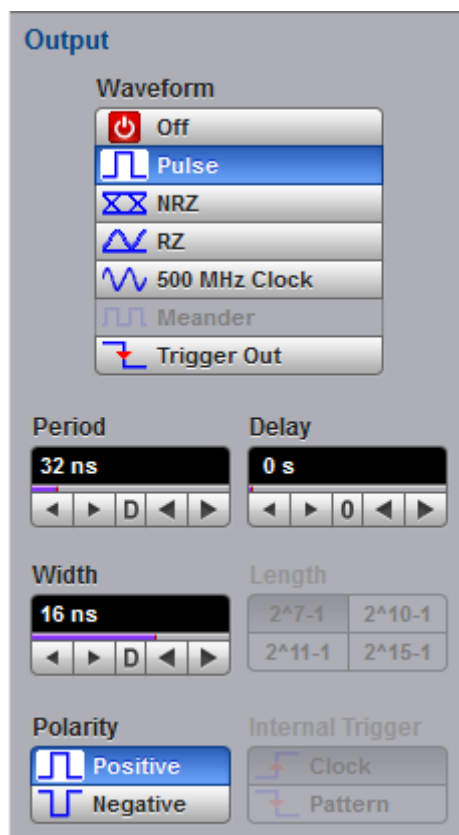 Output
Waveform
Off
Pulse
NRZ
RZ
500 MHz Clock
Meander
Trigger Out
Period
Delay
32 ns
0 s
D
0
Width
Length
16 ns
2^7-1
2^10-1
D
2^11-1
2^15-1
Polarity
Internal Trigger
Positive
Clock
Negative
Pattern